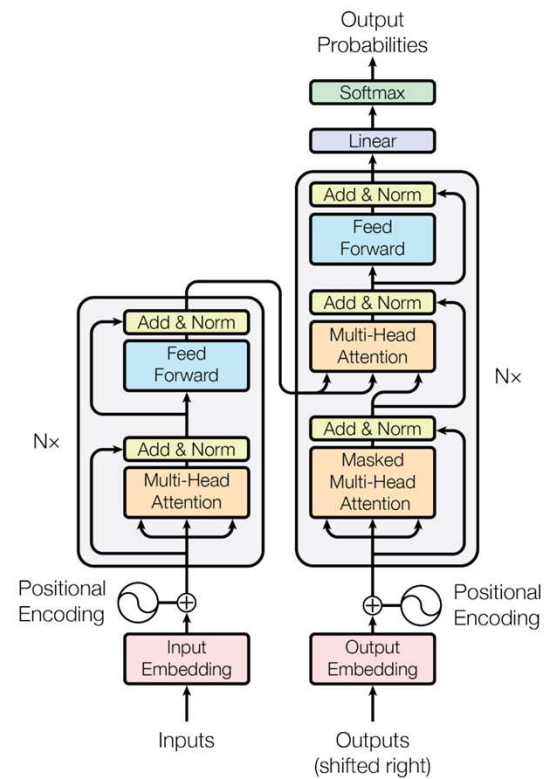 Output
Probabilities
Softmax
Linear
Add & Norm
Feed
Forward
Add & Norm
Multi-Head
Attention
Nx
Add & Norm
Masked
Multi-Head
Attention
Add & Norm
Feed
Forward
Nx
Add & Norm
Multi-Head
Attention
Positional
Encoding
Positional
Encoding
Input
Embedding
Output
Embedding
Inputs
Outputs
(shifted right)